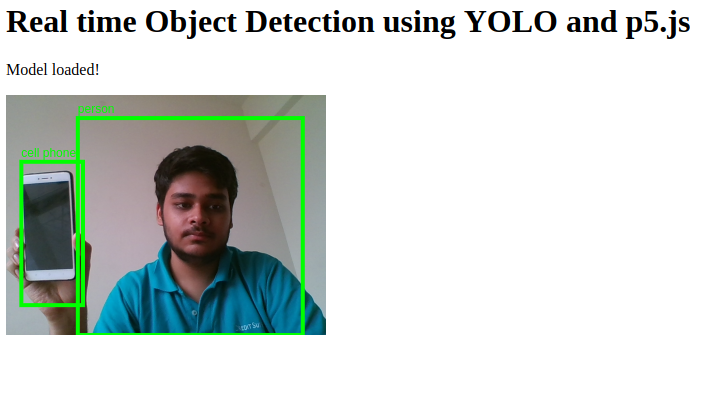 Real time Object Detection using YOLO and p5.js
Model loaded!
person
cell phone